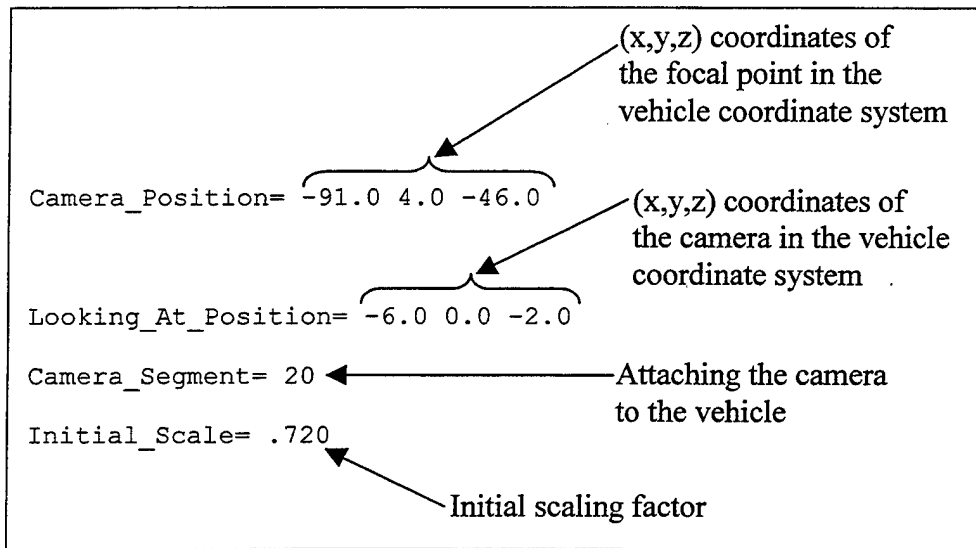 (x,y,z) coordinates of
the focal point in the
vehicle coordinate system
Camera_Position= -91.0 4.0 -46.0
(x,y,z) coordinates of
the camera in the vehicle
coordinate system
Looking_At_Position= -6.0 0.0 -2.0
Camera_Segment= 20
Attaching the camera
to the vehicle
Initial_Scale= .720
Initial scaling factor